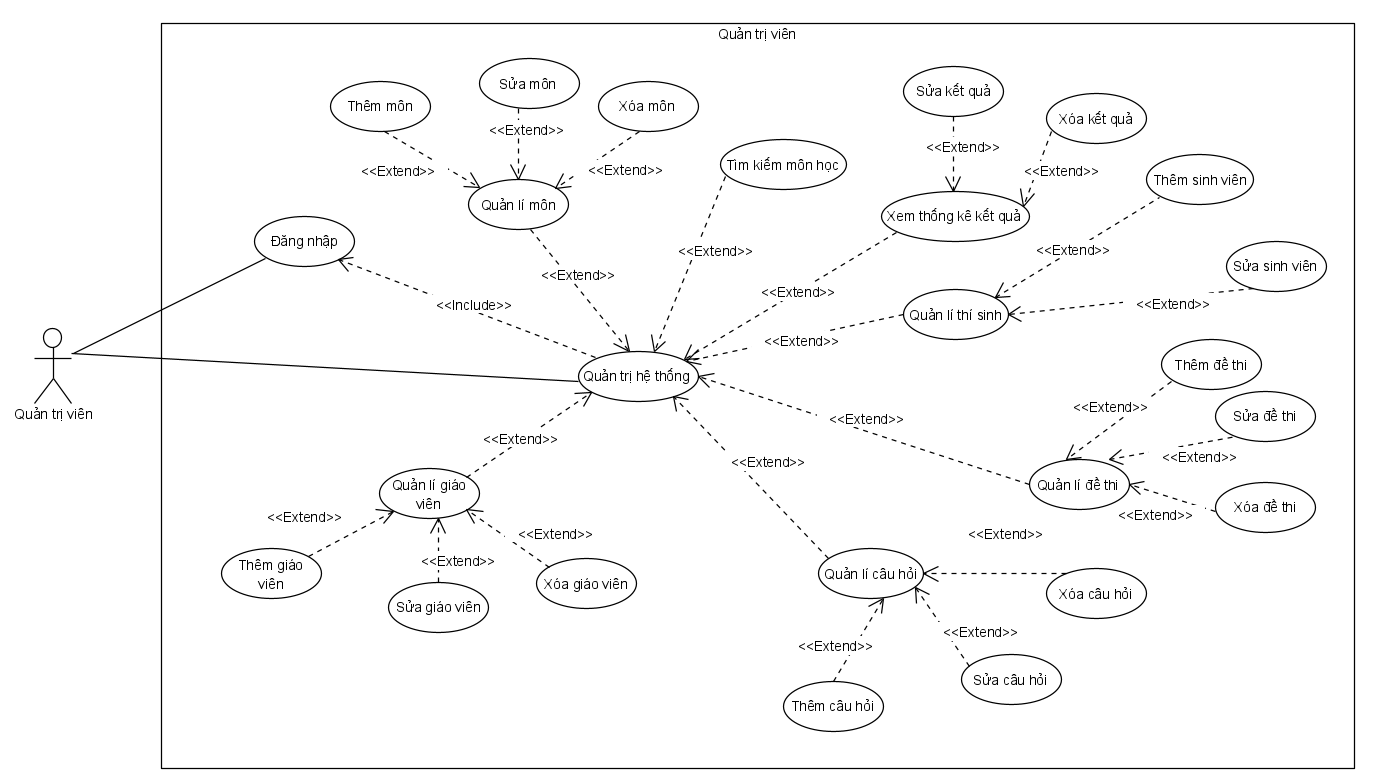 Quản trị viên
Sửa môn
Thêm môn
Xóa môn
Sửa kết quả
Xóa kết quả
<<Extend>>
<<Extend>>
<<Extend>>
<<Extend>>
<<Extend>>
Tìm kiếm môn học
Thêm sinh viên
Quản lí môn
Xem thống kê kết quả
Đăng nhập
<<Extend>>
<<Extend>>
<<Extend>>
Sửa sinh viên
<<Include>>
<<Extend>>
<<Extend>>
Quản lí thí sinh
<<Extend>>
Thêm đề thi
Quản trị hệ thống
Quản trị viên
<<Extend>>
<<Extend>>
Sửa đề thi
<<Extend>>
<<Extend>>
<<Extend>>
Quản lí giáo
viên
Quản lí đề thi
Xóa đề thi
<<Extend>>
<<Extend>>
<<Extend>>
<<Extend>>
<<Extend>>
Thêm giáo
viên
Sửa giáo viên
Xóa giáo viên
Quản lí câu hỏi
Xóa câu hỏi
<<Extend>>
<<Extend>>
Thêm câu hỏi
Sửa câu hỏi